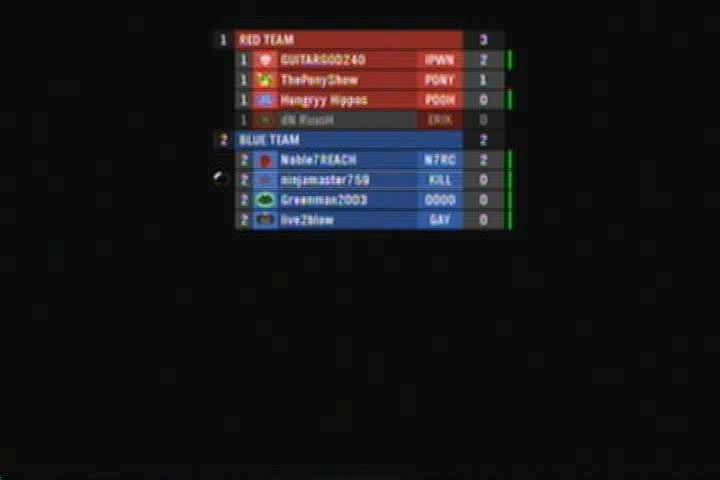 1 RED TEAM 3
1 GUITARGOD240 IPWN 2
1 ThePonyShow PONY 1
1 Hungryy Hippos POOH 0
1 dN RussH ERIK 0
2 BLUE TEAM 2
2 Noble7REACH N7RC 2
2 ninjamaster759 KILL 0
2 Greenman2003 OOOO 0
2 live2blow GAY 0